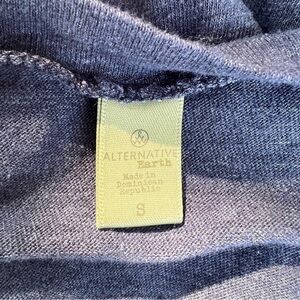 ALTERNATIVE
Earth
Made in
Dominican
Republic
S